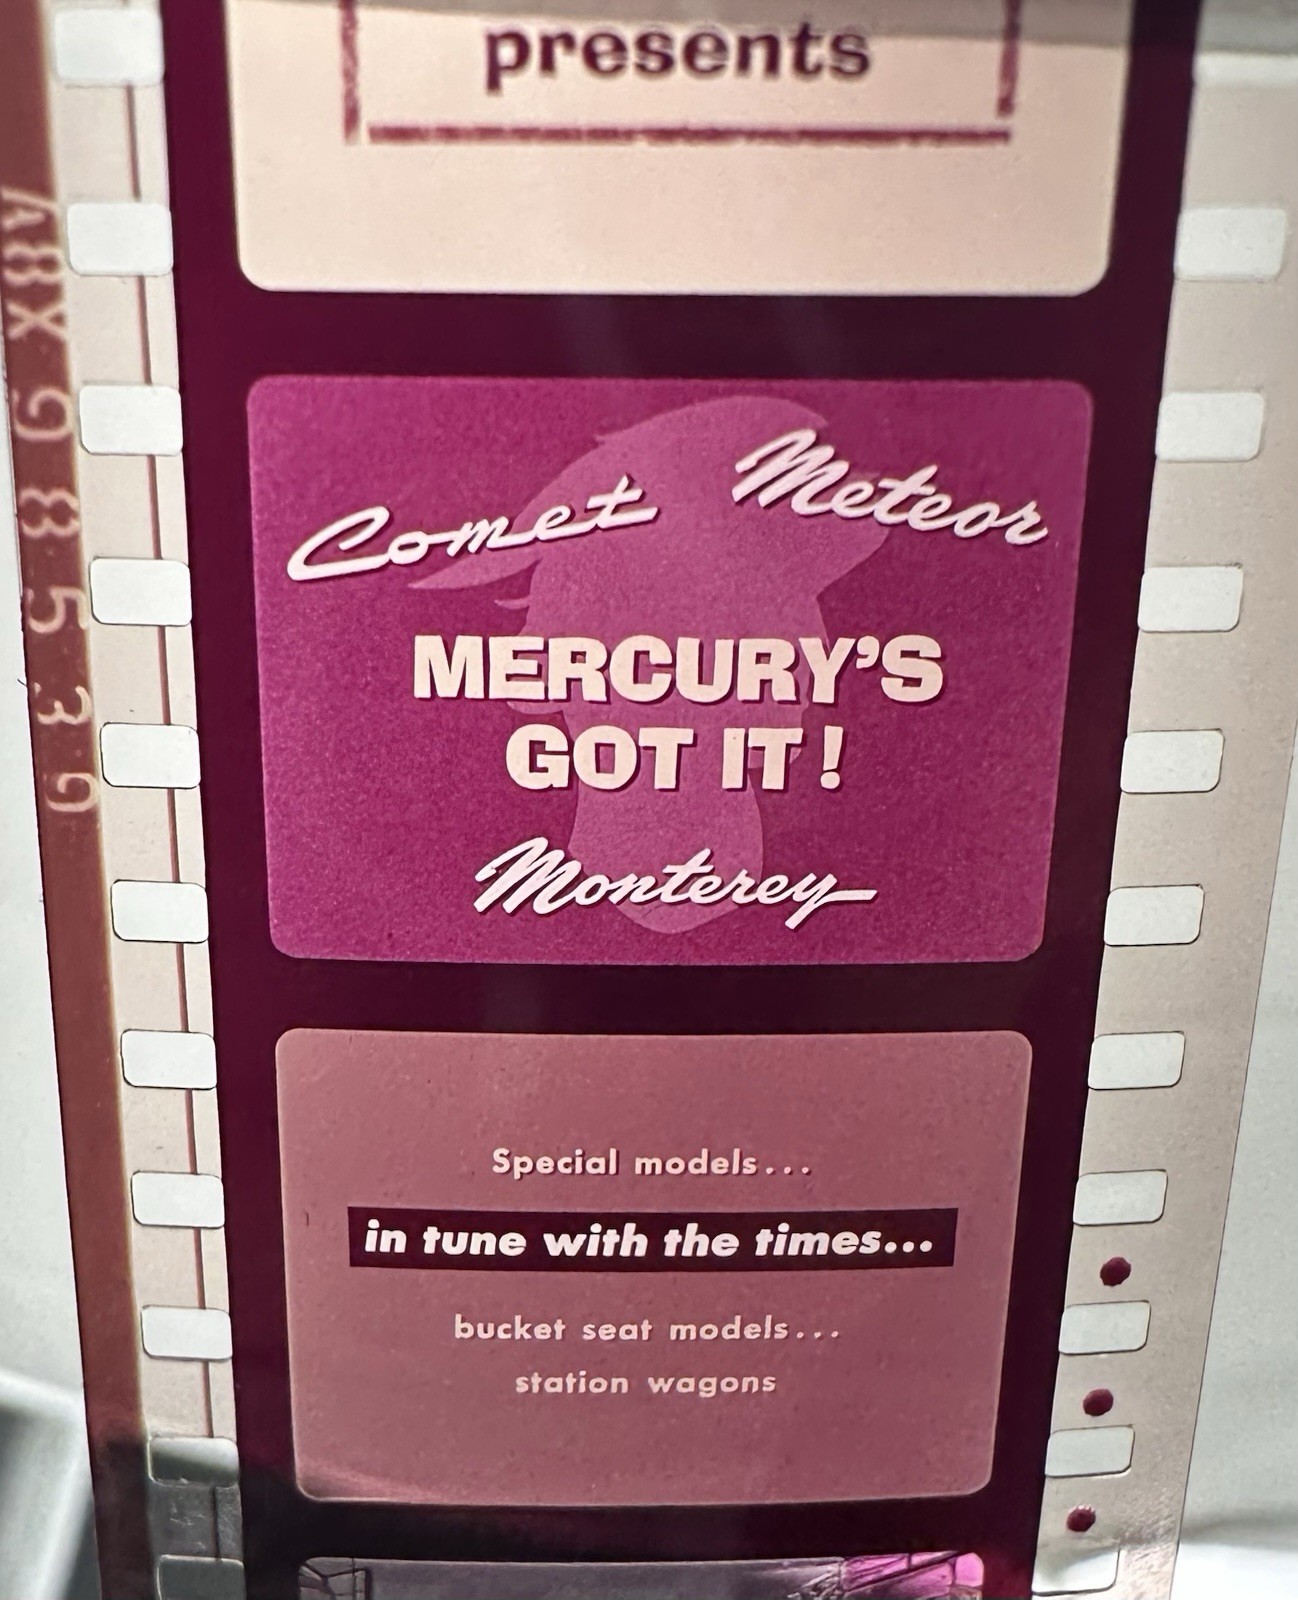 presents
Comet Meteor
MERCURY'S
GOT IT!
Monterey
Special models...
in tune with the times...
bucket seat models...
station wagons